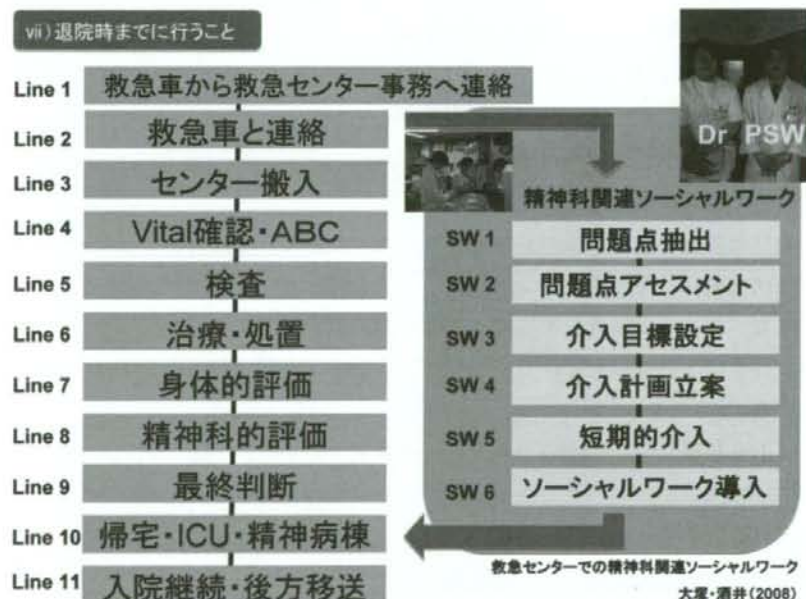 vii)退院時までに行うこと
Line 1 救急車から救急センター事務へ連絡
Line 2 救急車と連絡
Line 3 センター搬入
Line 4 Vital確認・ABC
Line 5 検査
Line 6 治療・処置
Line 7 身体的評価
Line 8 精神科的評価
Line 9 最終判断
Line 10 帰宅・ICU・精神病棟
Line 11 入院継続・後方移送
Dr PSW
精神科関連ソーシャルワーク
SW 1 問題点抽出
SW 2 問題点アセスメント
SW 3 介入目標設定
SW 4 介入計画立案
SW 5 短期的介入
SW 6 ソーシャルワーク導入
救急センターでの精神科関連ソーシャルワーク
大塚・酒井(2008)